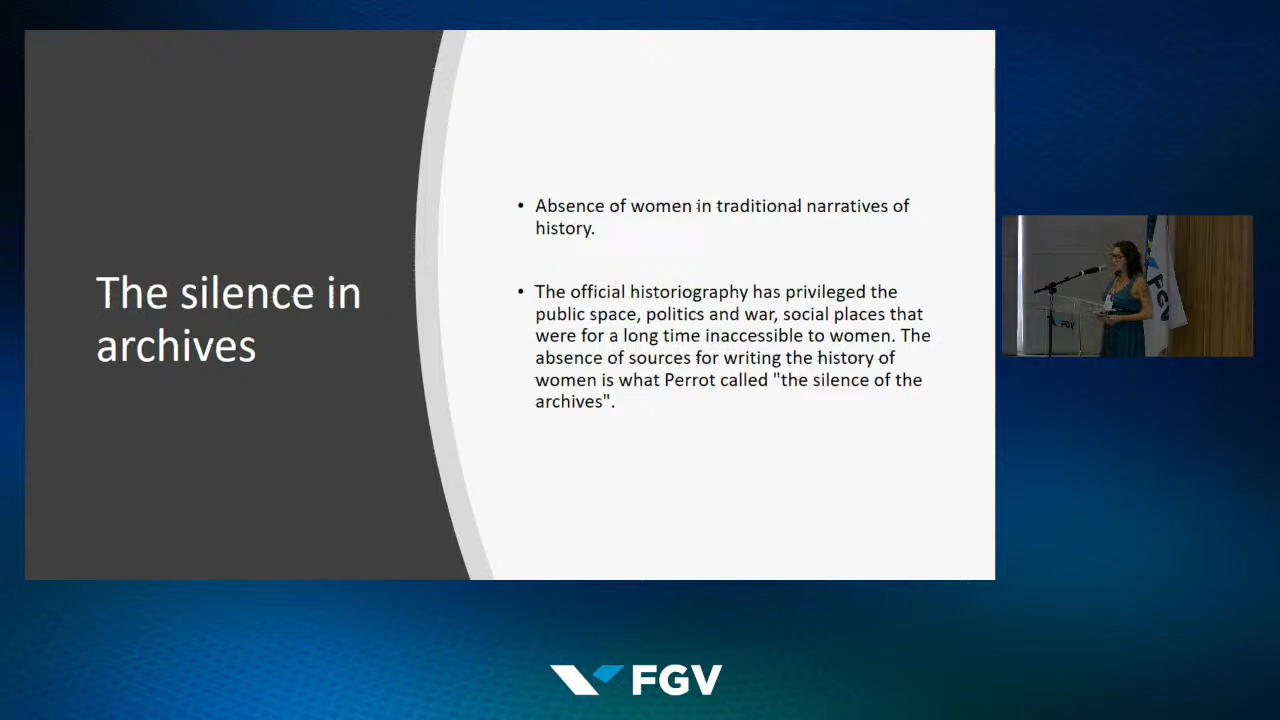 The silence in
archives
• Absence of women in traditional narratives of
history.
• The official historiography has privileged the
public space, politics and war, social places that
were for a long time inaccessible to women. The
absence of sources for writing the history of
women is what Perrot called "the silence of the
archives".
FGV
FGV
FGV